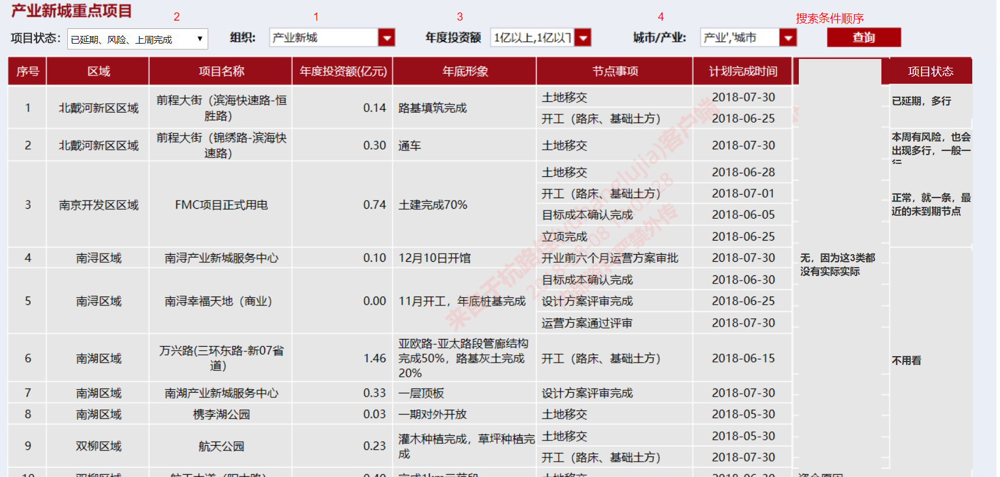 产业新城重点项目
2 1 3 4 搜索条件顺序
项目状态： 已延期、风险、上周完成 组织: 产业新城 年度投资额 1亿以上,1亿以下 城市/产业: 产业','城市 查询
序号 区域 项目名称 年度投资额(亿元) 年底形象 节点事项 计划完成时间 项目状态
1 北戴河新区区域 前程大街（滨海快速路-恒
胜路） 0.14 路基填筑完成 土地移交 2018-07-30 已延期，多行
开工（路床、基础土方） 2018-06-25
2 北戴河新区区域 前程大街（锦绣路-滨海快
速路） 0.30 通车 土地移交 2018-07-30 本周有风险，也会
出现多行，一般一
行
3 南京开发区区域 FMC项目正式用电 0.74 土建完成70% 土地移交 2018-06-28
开工（路床、基础土方） 2018-07-01 正常，就一条，最
近的未到期节点
目标成本确认完成 2018-06-05
立项完成 2018-06-25
4 南浔区域 南浔产业新城服务中心 0.10 12月10日开馆 开业前六个月运营方案审批 2018-07-30 无，因为这3类都
没有实际实际
5 南浔区域 南浔幸福天地（商业） 0.00 11月开工，年底桩基完成 目标成本确认完成 2018-06-30
设计方案评审完成 2018-06-25
运营方案通过评审 2018-07-30
6 南湖区域 万兴路(三环东路-新07省
道） 1.46 亚欧路-亚太路段管廊结构
完成50%，路基灰土完成
20% 开工（路床、基础土方） 2018-06-15 不用看
7 南湖区域 南湖产业新城服务中心 0.33 一层顶板 设计方案评审完成 2018-07-30
8 南湖区域 槜李湖公园 0.03 一期对外开放 土地移交 2018-05-30
9 双柳区域 航天公园 0.23 灌木种植完成，草坪种植完
成 土地移交 2018-05-30
开工（路床、基础土方） 2018-07-30
10 双柳区域 0.40 土地移交 2018-06-30 资金原因
内部资料严禁外传